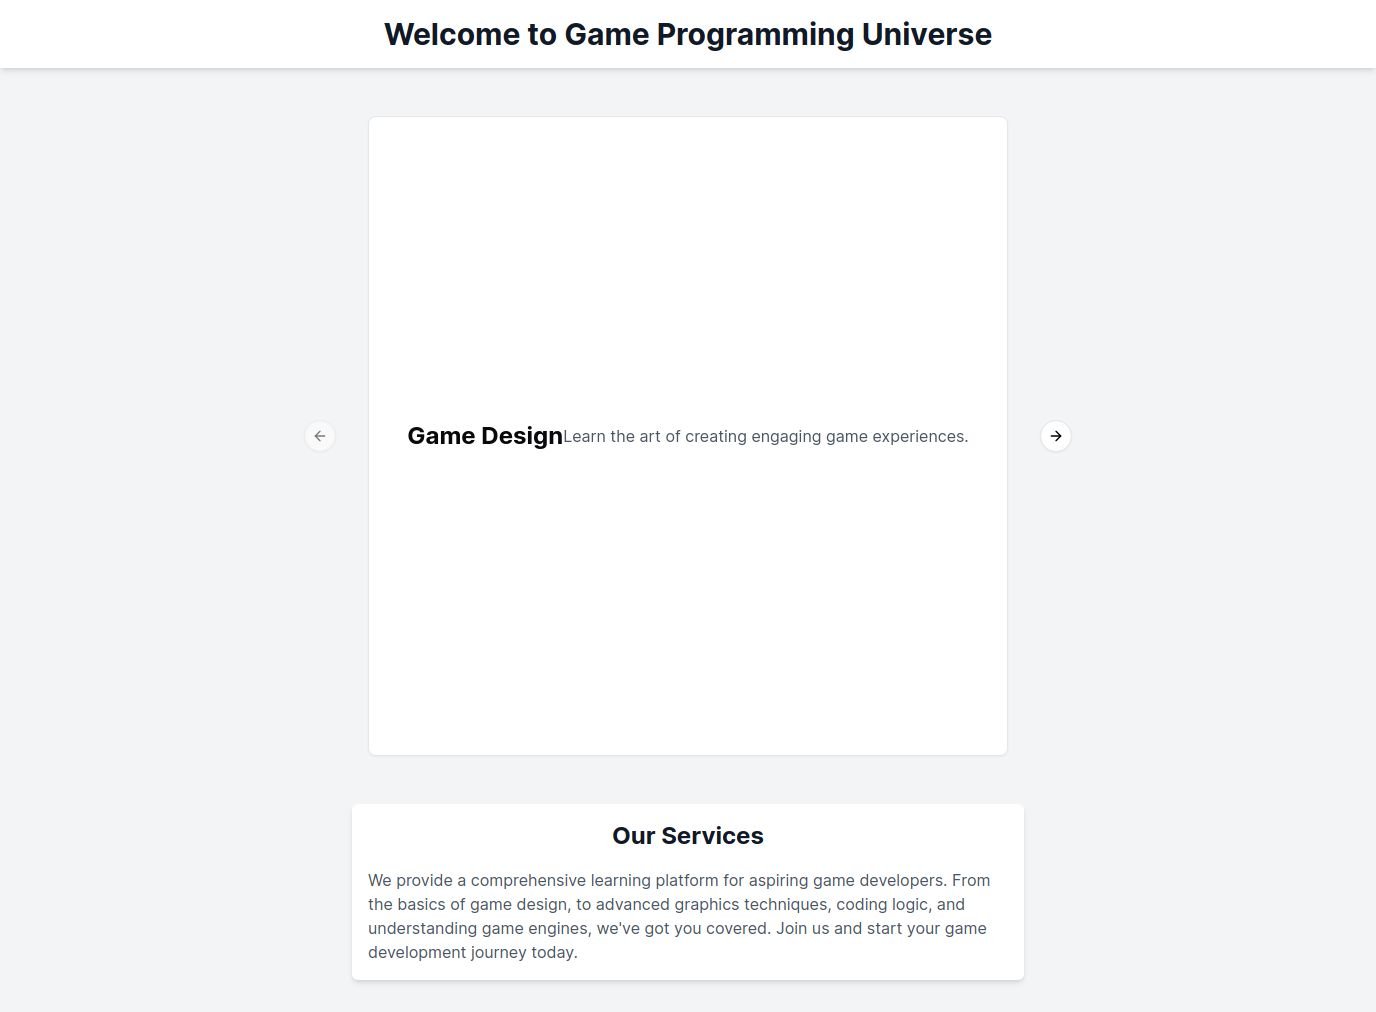 Welcome to Game Programming Universe
Game Design Learn the art of creating engaging game experiences.
Our Services
We provide a comprehensive learning platform for aspiring game developers. From
the basics of game design, to advanced graphics techniques, coding logic, and
understanding game engines, we've got you covered. Join us and start your game
development journey today.